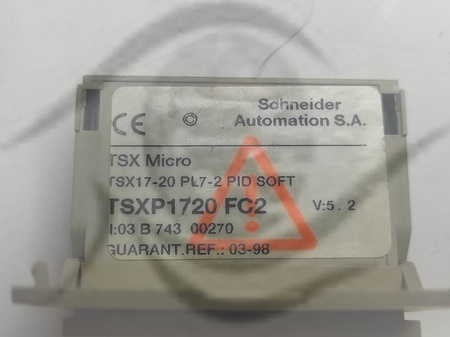 CE © Schneider
Automation S.A.
TSX Micro
TSX17-20 PL7-2 PID SOFT
TSXP1720 FC2 V:5.2
I:03 B 743 00270
GUARANT.REF.: 03-98